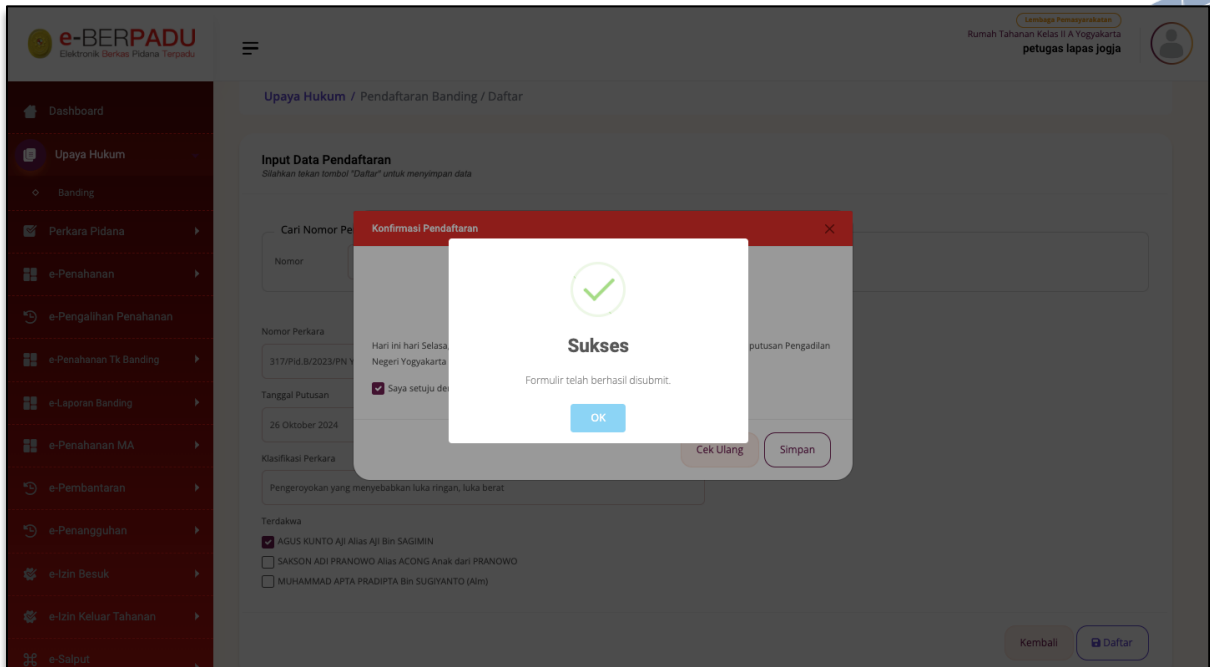 e-BERPADU
Elektronik Berkas Pidana Terpadu
Lembaga Pemasyarakatan
Rumah Tahanan Kelas II A Yogyakarta
petugas lapas jogja
Dashboard
Upaya Hukum
Banding
Perkara Pidana
e-Penahanan
e-Pengalihan Penahanan
e-Penahanan Tk Banding
e-Laporan Banding
e-Penahanan MA
e-Pembantaran
e-Penangguhan
e-Izin Besuk
e-Izin Keluar Tahanan
e-Saiput
Upaya Hukum / Pendaftaran Banding / Daftar
Input Data Pendaftaran
Silahkan tekan tombol "Daftar" untuk menyimpan data
Cari Nomor Pe
Nomor
Nomor Perkara
317/Pid.B/2023/PN Y
Tanggal Putusan
26 Oktober 2024
Klasifikasi Perkara
Pengeroyokan yang menyebabkan luka ringan, luka berat
Terdakwa
AGUS KUNTO AJI Alias AJI Bin SAGIMIN
SAKSON ADI PRANOWO Alias ACONG Anak dari PRANOWO
MUHAMMAD APTA PRADIPTA Bin SUGIYANTO (Alm)
Kembali
Daftar
Konfirmasi Pendaftaran
Hari ini hari Selasa, putusan Pengadilan
Negeri Yogyakarta
Saya setuju de
Cek Ulang
Simpan
Sukses
Formulir telah berhasil disubmit.
OK